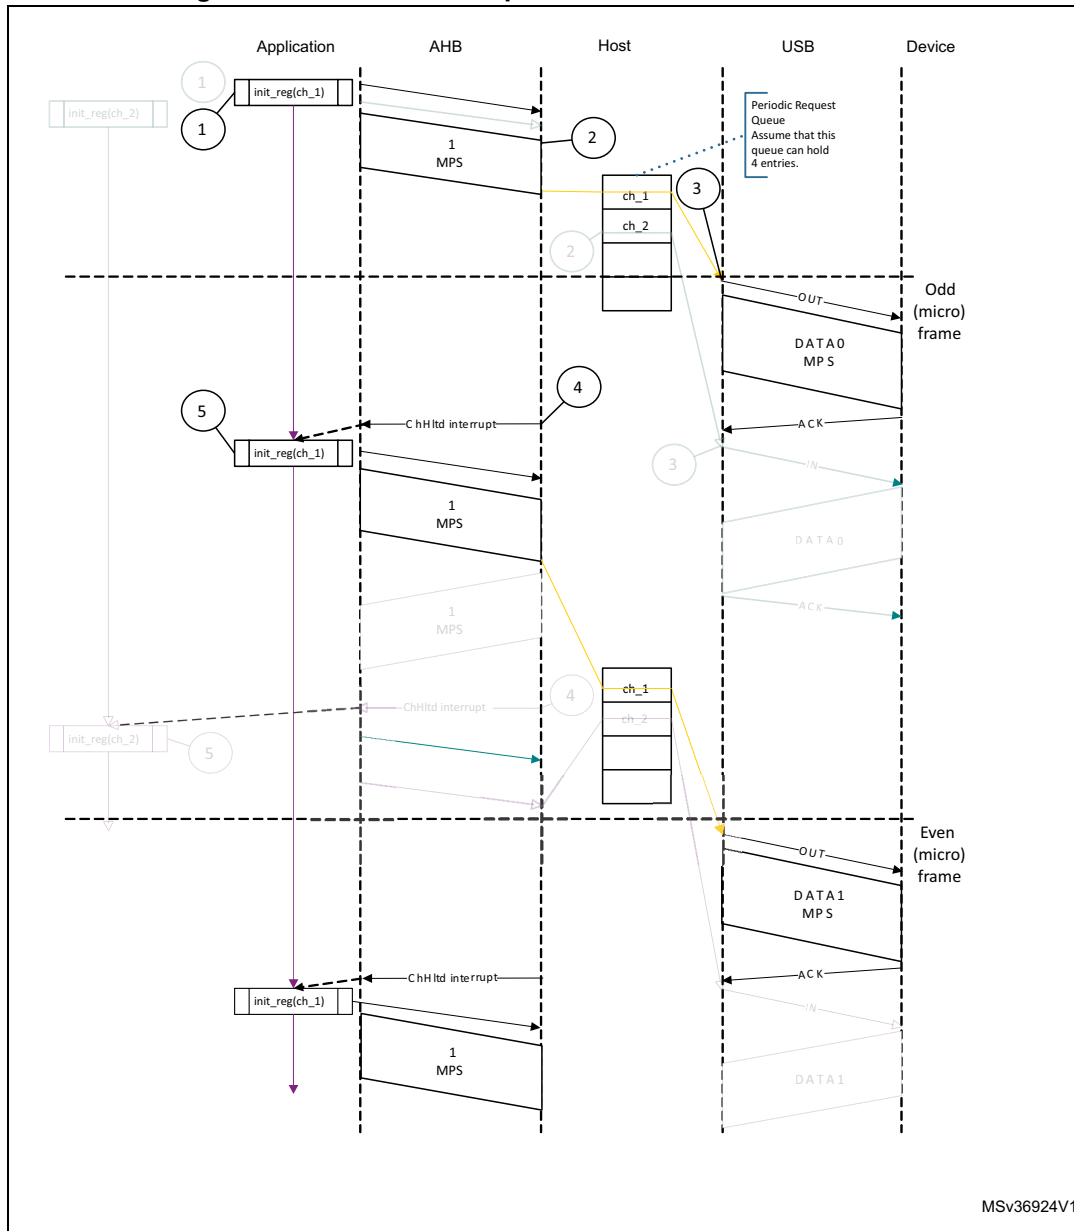 Application AHB Host USB Device
1
init_reg(ch_1)
init_reg(ch_2)
1
1
MPS
2
Periodic Request
Queue
Assume that this
queue can hold
4 entries.
3
ch_1
ch_2
2
OUT
Odd
(micro)
frame
DATA0
MPS
4
5
ChHltd interrupt
ACK
init_reg(ch_1)
3
IN
1
MPS
DATA0
1
MPS
ACK
ch_1
4
ChHltd interrupt
ch_2
init_reg(ch_2)
5
OUT
Even
(micro)
frame
DATA1
MPS
ChHltd interrupt
ACK
init_reg(ch_1)
IN
1
MPS
DATA1
MSv36924V1